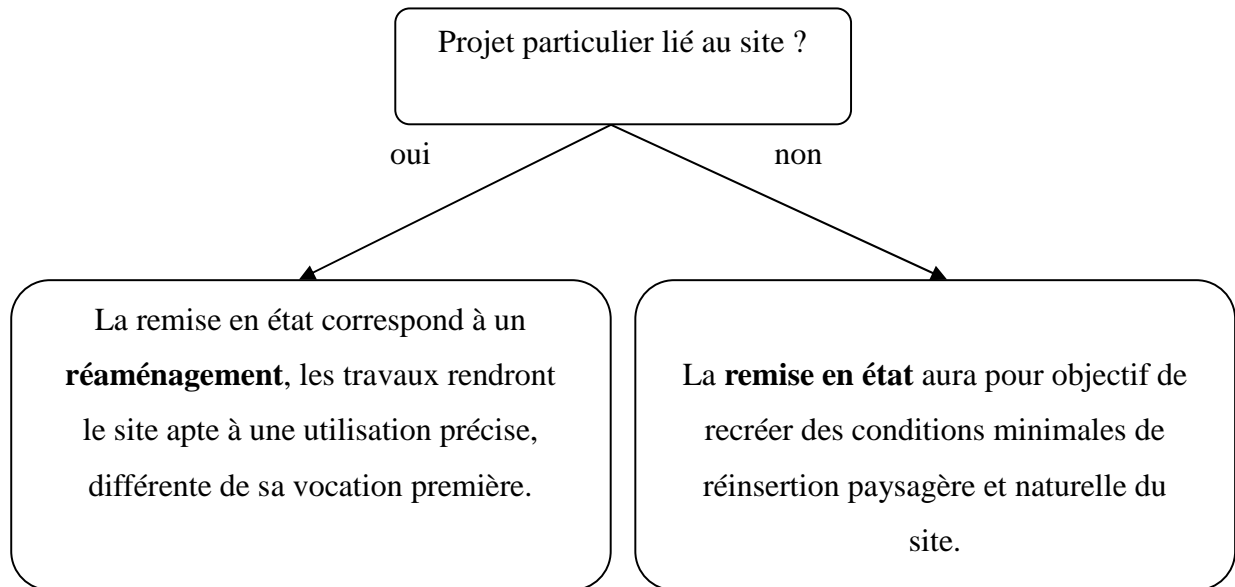 Projet particulier lié au site ?
oui
non
La remise en état correspond à un
réaménagement, les travaux rendront
le site apte à une utilisation précise,
différente de sa vocation première.
La remise en état aura pour objectif de
recréer des conditions minimales de
réinsertion paysagère et naturelle du
site.